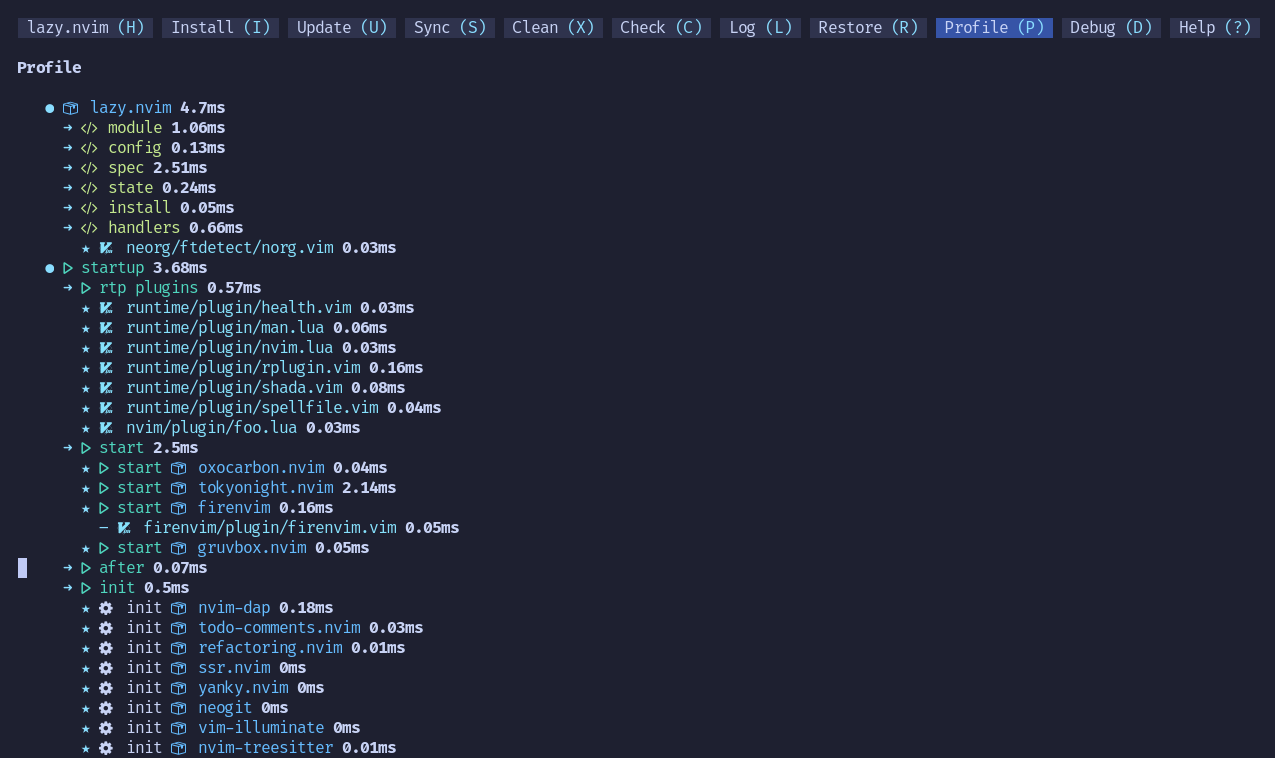 lazy.nvim (H) Install (I) Update (U) Sync (S) Clean (X) Check (C) Log (L) Restore (R) Profile (P) Debug (D) Help (?)
Profile
● lazy.nvim 4.7ms
➜ </> module 1.06ms
➜ </> config 0.13ms
➜ </> spec 2.51ms
➜ </> state 0.24ms
➜ </> install 0.05ms
➜ </> handlers 0.66ms
★ neorg/ftdetect/norg.vim 0.03ms
● startup 3.68ms
➜ rtp plugins 0.57ms
★ runtime/plugin/health.vim 0.03ms
★ runtime/plugin/man.lua 0.06ms
★ runtime/plugin/nvim.lua 0.03ms
★ runtime/plugin/rplugin.vim 0.16ms
★ runtime/plugin/shada.vim 0.08ms
★ runtime/plugin/spellfile.vim 0.04ms
★ nvim/plugin/foo.lua 0.03ms
➜ start 2.5ms
★ start oxocarbon.nvim 0.04ms
★ start tokyonight.nvim 2.14ms
★ start firenvim 0.16ms
‒ firenvim/plugin/firenvim.vim 0.05ms
★ start gruvbox.nvim 0.05ms
➜ after 0.07ms
➜ init 0.5ms
★ init nvim-dap 0.18ms
★ init todo-comments.nvim 0.03ms
★ init refactoring.nvim 0.01ms
★ init ssr.nvim 0ms
★ init yanky.nvim 0ms
★ init neogit 0ms
★ init vim-illuminate 0ms
★ init nvim-treesitter 0.01ms